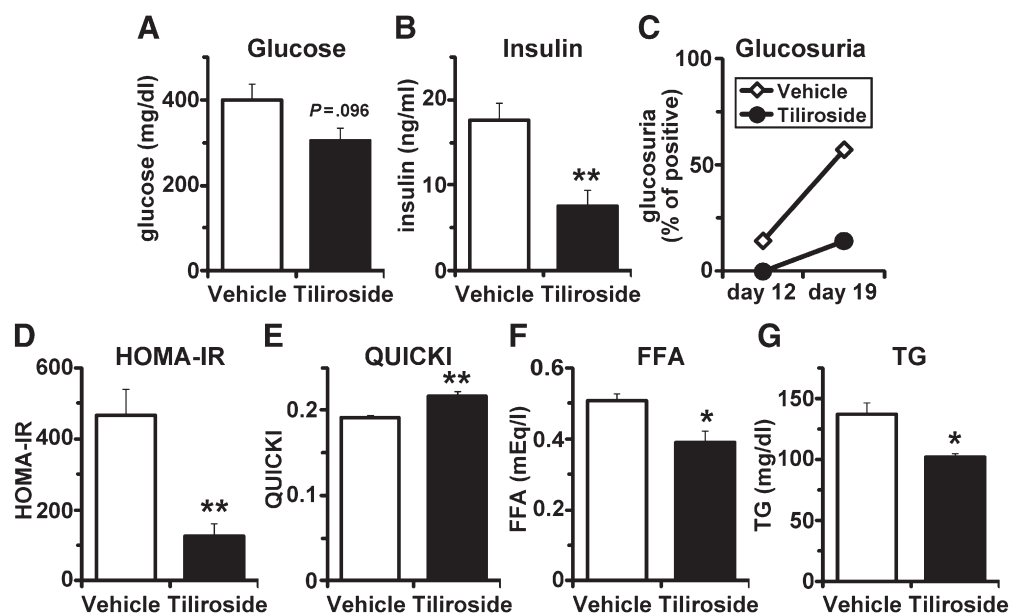 A
Glucose
glucose (mg/dl)
400
200
0
P=.096
Vehicle Tiliroside
B
Insulin
insulin (ng/ml)
20
10
0
**
Vehicle Tiliroside
C
Glucosuria
glucosuria
(% of positive)
100
50
0
Vehicle
Tiliroside
day 12 day 19
D
HOMA-IR
HOMA-IR
600
400
200
0
**
Vehicle Tiliroside
E
QUICKI
QUICKI
0.2
0.1
0
**
Vehicle Tiliroside
F
FFA
FFA (mEq/l)
0.6
0.4
0.2
0
*
Vehicle Tiliroside
G
TG
TG (mg/dl)
150
100
50
0
*
Vehicle Tiliroside